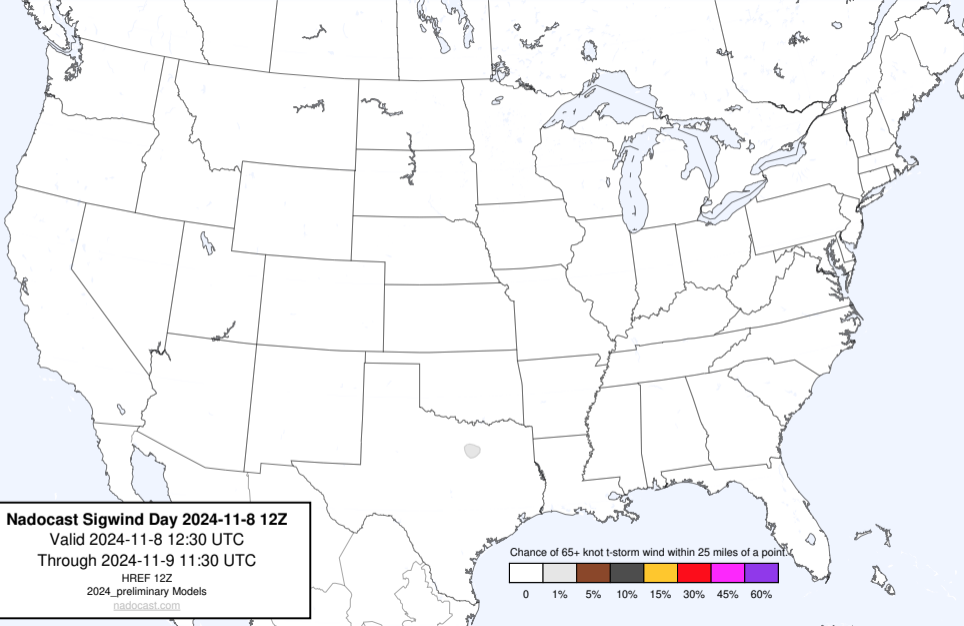 Nadocast Sigwind Day 2024-11-8 12Z
Valid 2024-11-8 12:30 UTC
Through 2024-11-9 11:30 UTC
HREF 12Z
2024_preliminary Models
nadocast.com
Chance of 65+ knot t-storm wind within 25 miles of a point.
0 1% 5% 10% 15% 30% 45% 60%